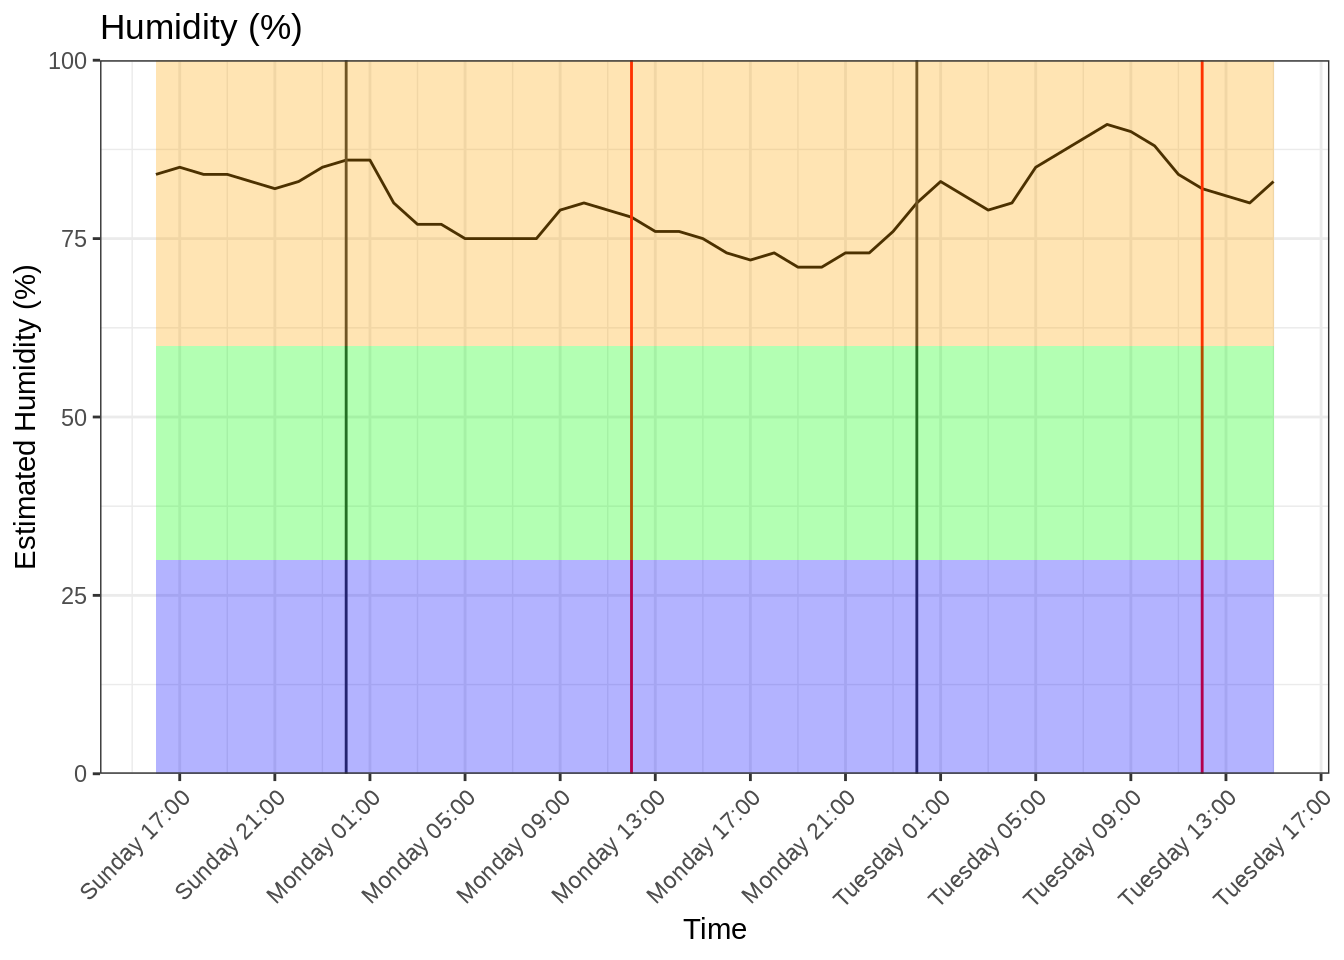 Humidity (%)
100
75
50
25
0
Estimated Humidity (%)
Sunday 17:00
Sunday 21:00
Monday 01:00
Monday 05:00
Monday 09:00
Monday 13:00
Monday 17:00
Monday 21:00
Tuesday 01:00
Tuesday 05:00
Tuesday 09:00
Tuesday 13:00
Tuesday 17:00
Time